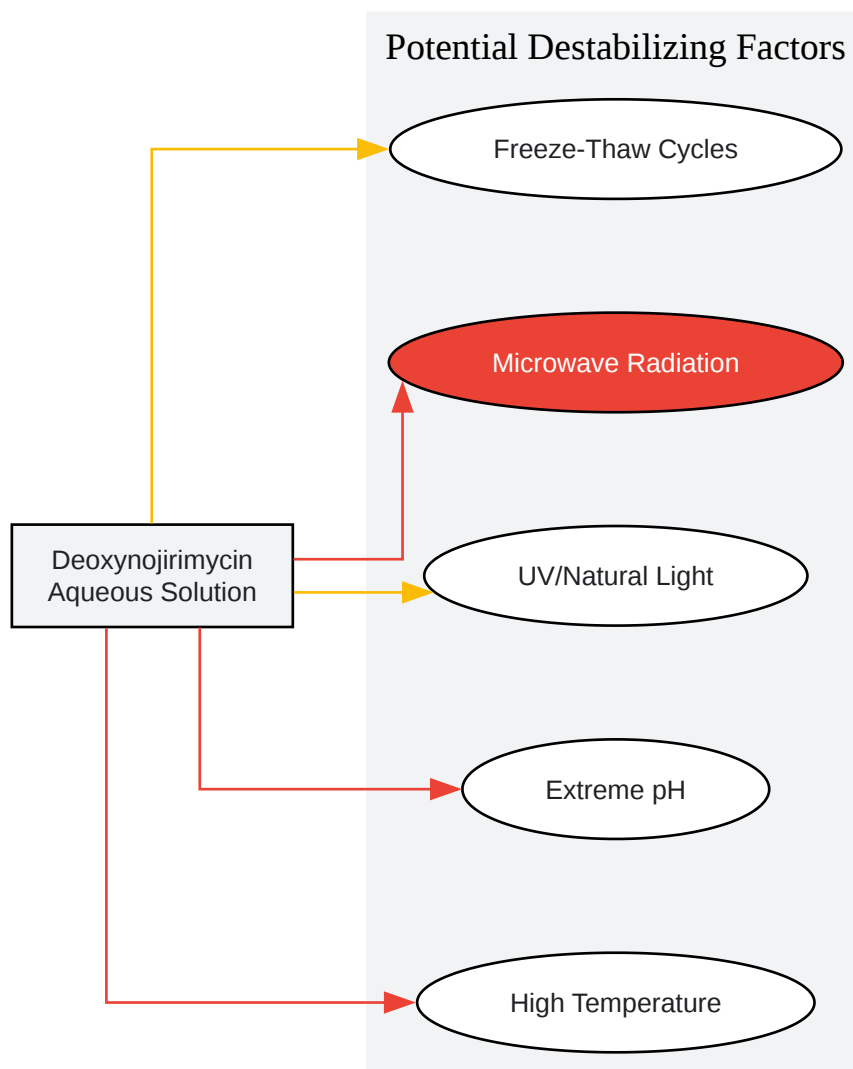 Potential Destabilizing Factors
Freeze-Thaw Cycles
Microwave Radiation
Deoxynojirimycin
Aqueous Solution
UV/Natural Light
Extreme pH
High Temperature